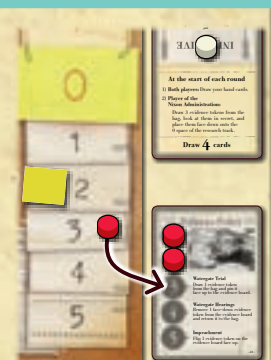 0
1
2
3
4
5
INI IVE
At the start of each round
1) Both players: Draw your hand cards
2) Player of the
Nixon Administration:
Draw 3 evidence tokens from the
bag, look at them in secret, and
place them face down onto the
0 space of the research track.
Draw 4 cards
Watergate Trial
Draw 1 evidence token
from the bag and pin it
face up to the evidence board.
Watergate Hearings
Remove 1 face-down evidence
token from the evidence board
and return it to the bag.
Impeachment
Flip 1 evidence token on the
evidence board face up.